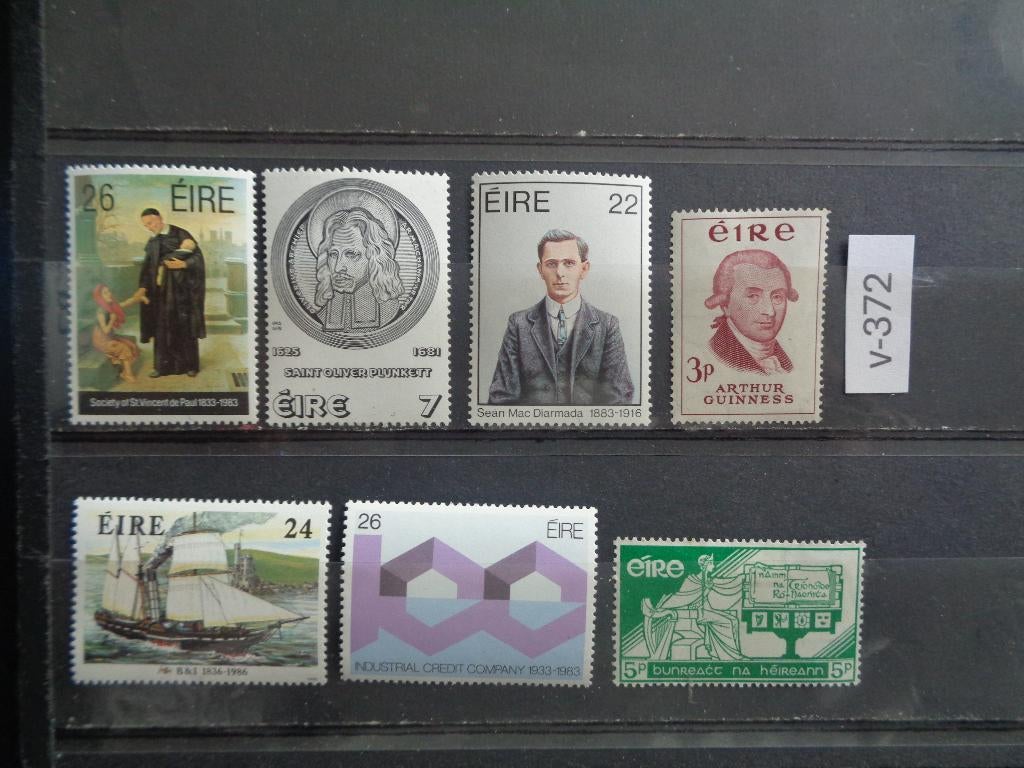 26 ÉIRE
Society of St Vincent de Paul 1833-1983
1625 1681
SAINT OLIVER PLUNKETT
ÉIRE 7
ÉIRE 22
Seán Mac Diarmada 1883-1916
éIRe
3p
ARTHUR
GUINNESS
v-372
ÉIRE 24
B&I 1836-1986
26 ÉIRE
INDUSTRIAL CREDIT COMPANY 1933-1983
éire
na
5p bunreact na héireann 5p